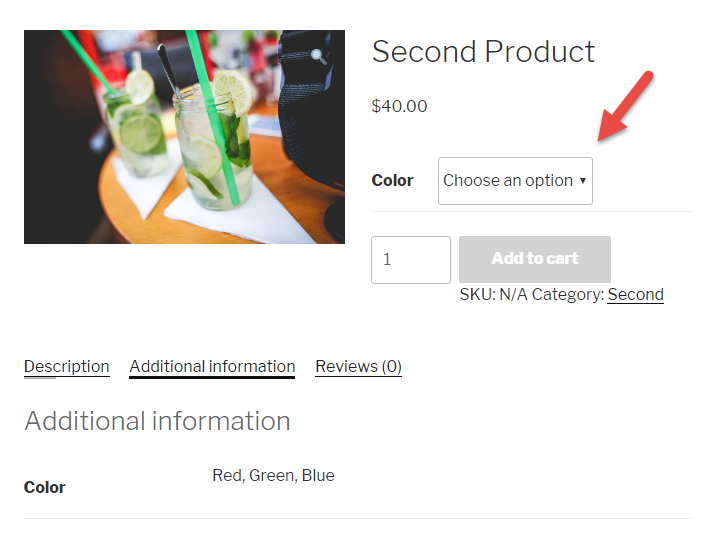 Second Product
$40.00
Color
Choose an option
1
Add to cart
SKU: N/A Category: Second
Description Additional information Reviews (0)
Additional information
Color
Red, Green, Blue